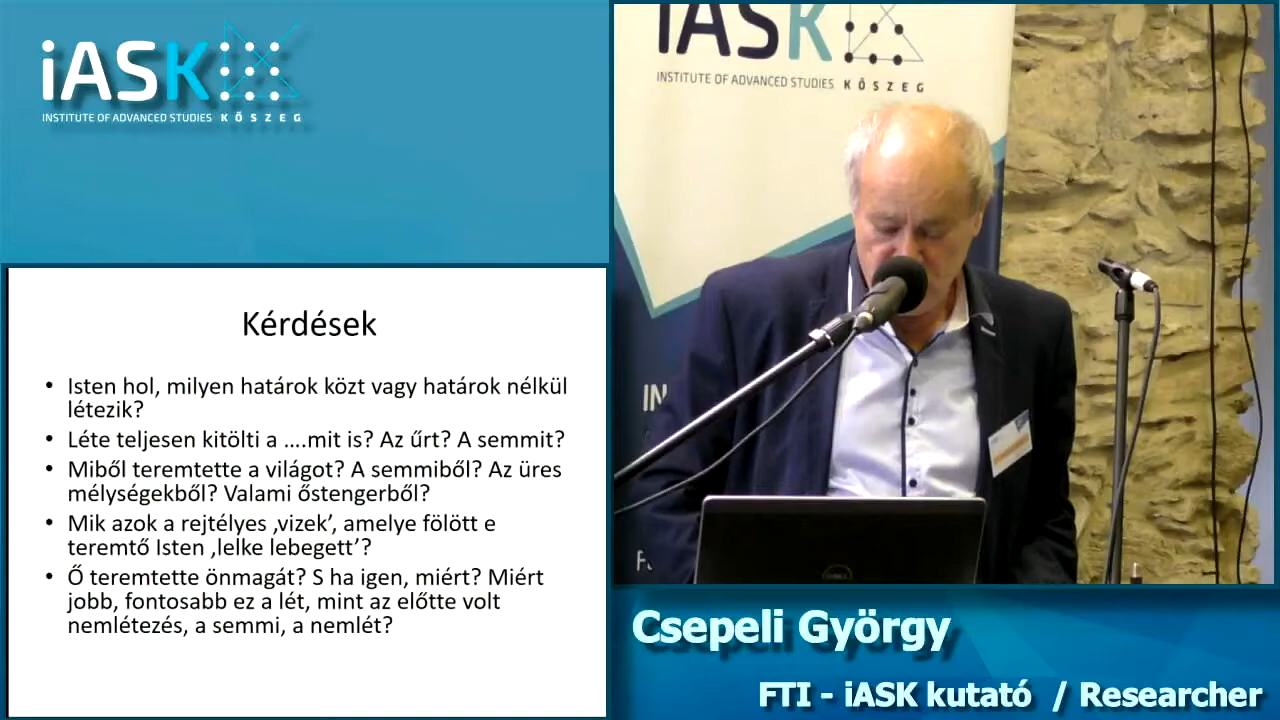 iASK
INSTITUTE OF ADVANCED STUDIES KŐSZEG
Kérdések
• Isten hol, milyen határok közt vagy határok nélkül
létezik?
• Léte teljesen kitölti a ….mit is? Az űrt? A semmit?
• Miből teremtette a világot? A semmiből? Az üres
mélységekből? Valami őstengerből?
• Mik azok a rejtélyes ‚vizek’, amelye fölött e
teremtő Isten ‚lelke lebegett’?
• Ő teremtette önmagát? S ha igen, miért? Miért
jobb, fontosabb ez a lét, mint az előtte volt
nemlétezés, a semmi, a nemlét?
iASK
INSTITUTE OF ADVANCED STUDIES KŐSZEG
IN
DELL
Csepeli György
FTI - iASK kutató / Researcher